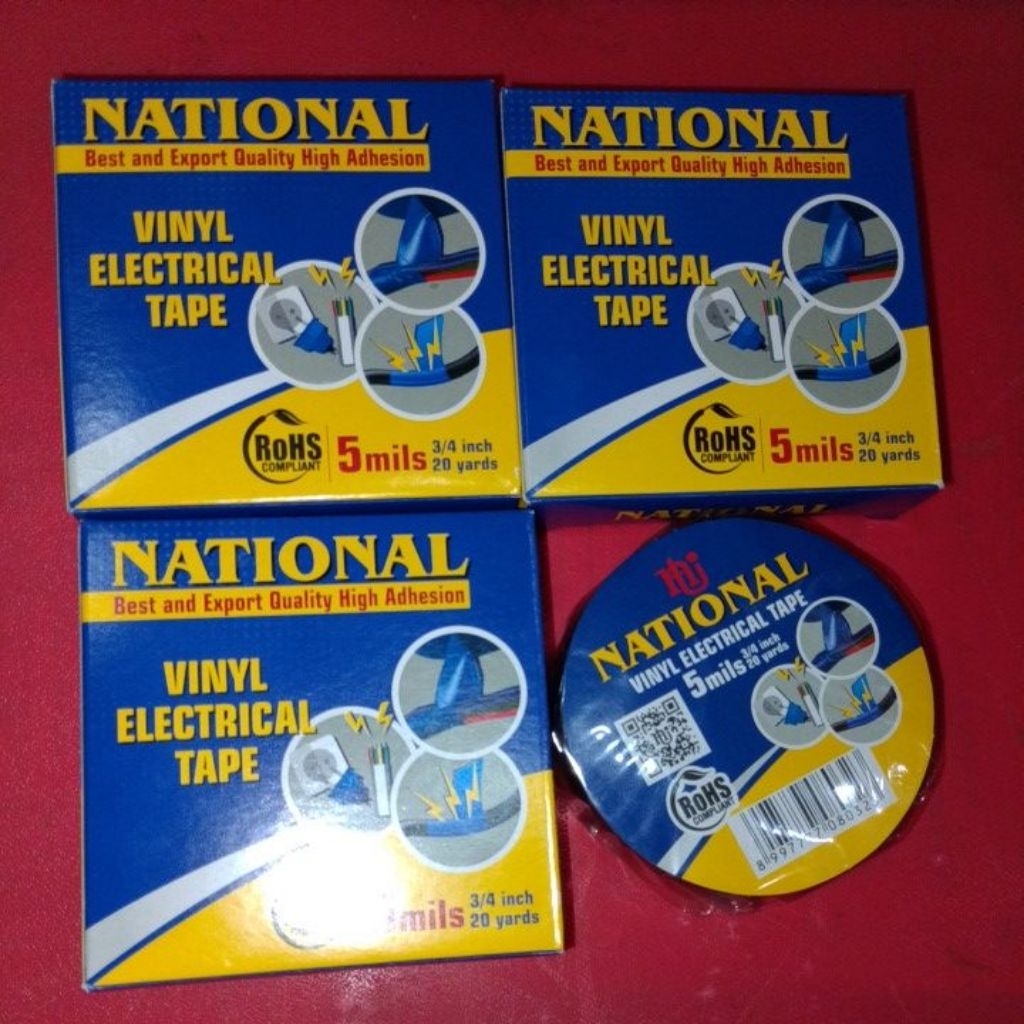 NATIONAL
Best and Export Quality High Adhesion
VINYL
ELECTRICAL
TAPE
RoHS
COMPLIANT
5mils
3/4 inch
20 yards
NATIONAL
Best and Export Quality High Adhesion
VINYL
ELECTRICAL
TAPE
RoHS
COMPLIANT
5mils
3/4 inch
20 yards
NATIONAL
NATIONAL
Best and Export Quality High Adhesion
VINYL
ELECTRICAL
TAPE
mils
3/4 inch
20 yards
NATIONAL
VINYL ELECTRICAL TAPE
5mils
3/4 inch
20 yards
RoHS
COMPLIANT